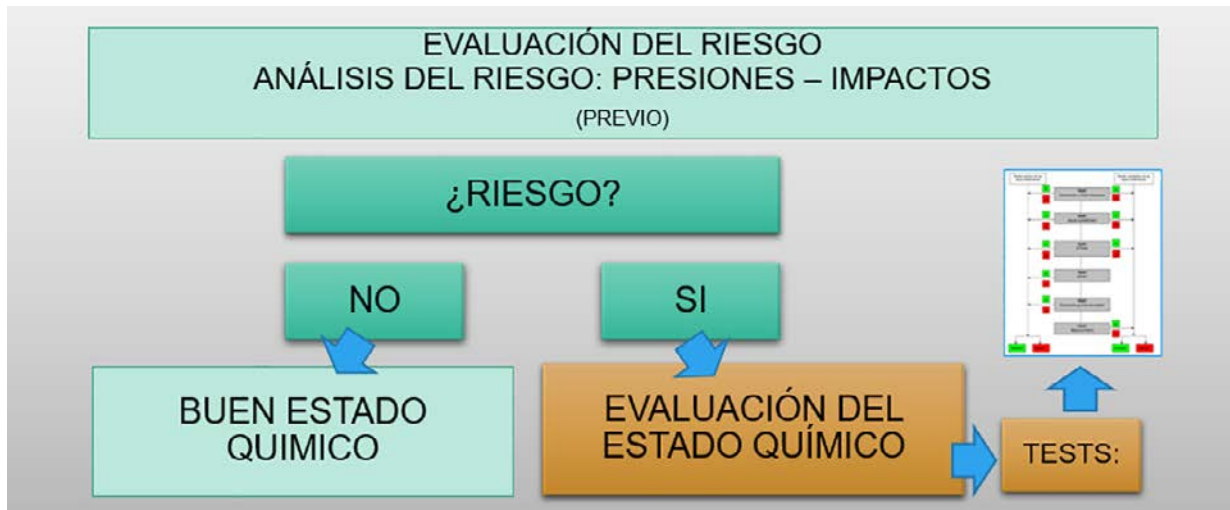 EVALUACIÓN DEL RIESGO
ANÁLISIS DEL RIESGO: PRESIONES – IMPACTOS
(PREVIO)
¿RIESGO?
NO
SI
BUEN ESTADO
QUIMICO
EVALUACIÓN DEL
ESTADO QUÍMICO
TESTS: